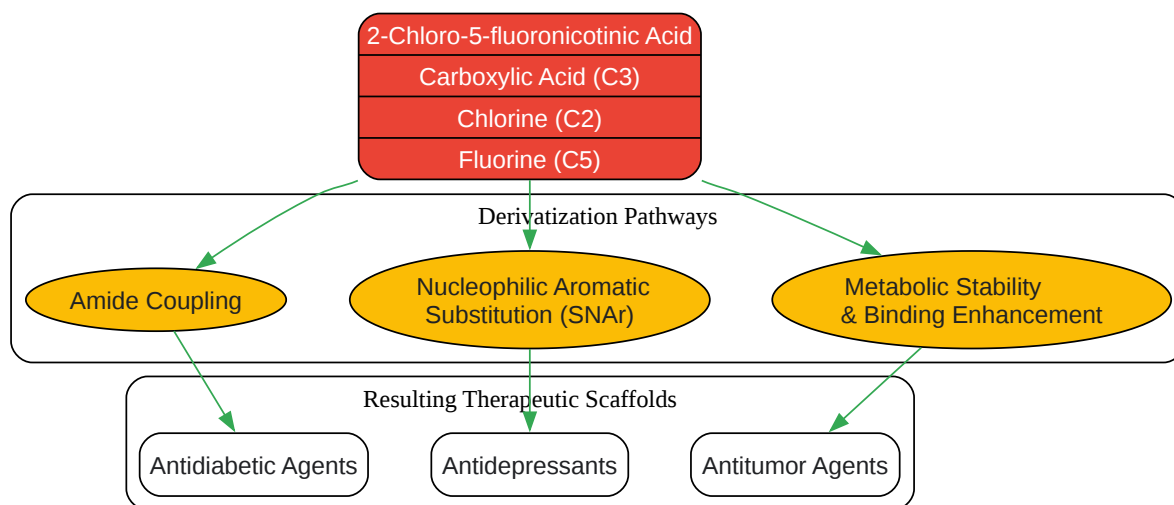 2-Chloro-5-fluoronicotinic Acid
Carboxylic Acid (C3)
Chlorine (C2)
Fluorine (C5)
Derivatization Pathways
Amide Coupling
Nucleophilic Aromatic
Substitution (SNAr)
Metabolic Stability
& Binding Enhancement
Resulting Therapeutic Scaffolds
Antidiabetic Agents
Antidepressants
Antitumor Agents